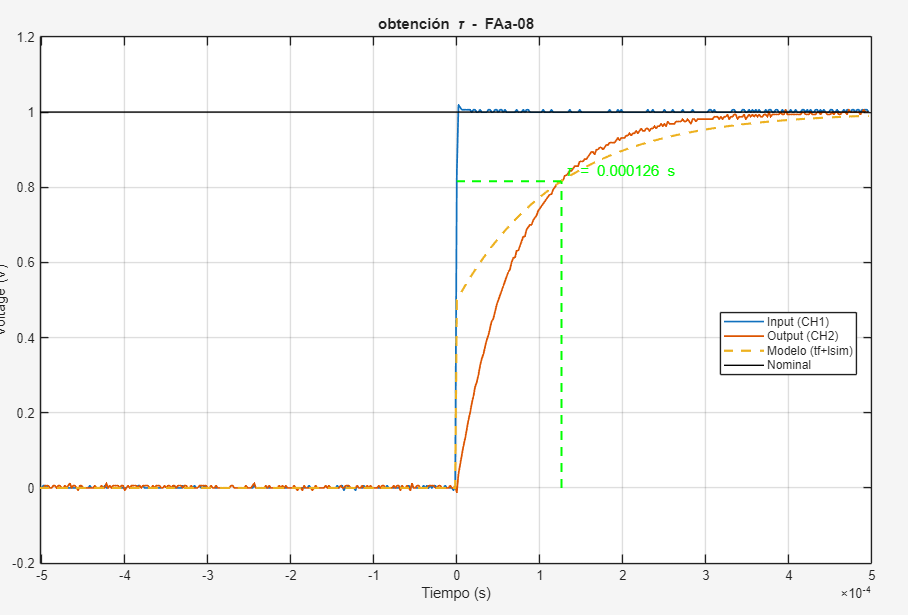 obtención τ - FAa-08
1.2
1
0.8
0.6
0.4
0.2
0
-0.2
= 0.000126 s
Input (CH1)
Output (CH2)
Modelo (tf+lsim)
Nominal
-5
-4
-3
-2
-1
0
1
2
3
4
5
Tiempo (s)
×10⁻⁴